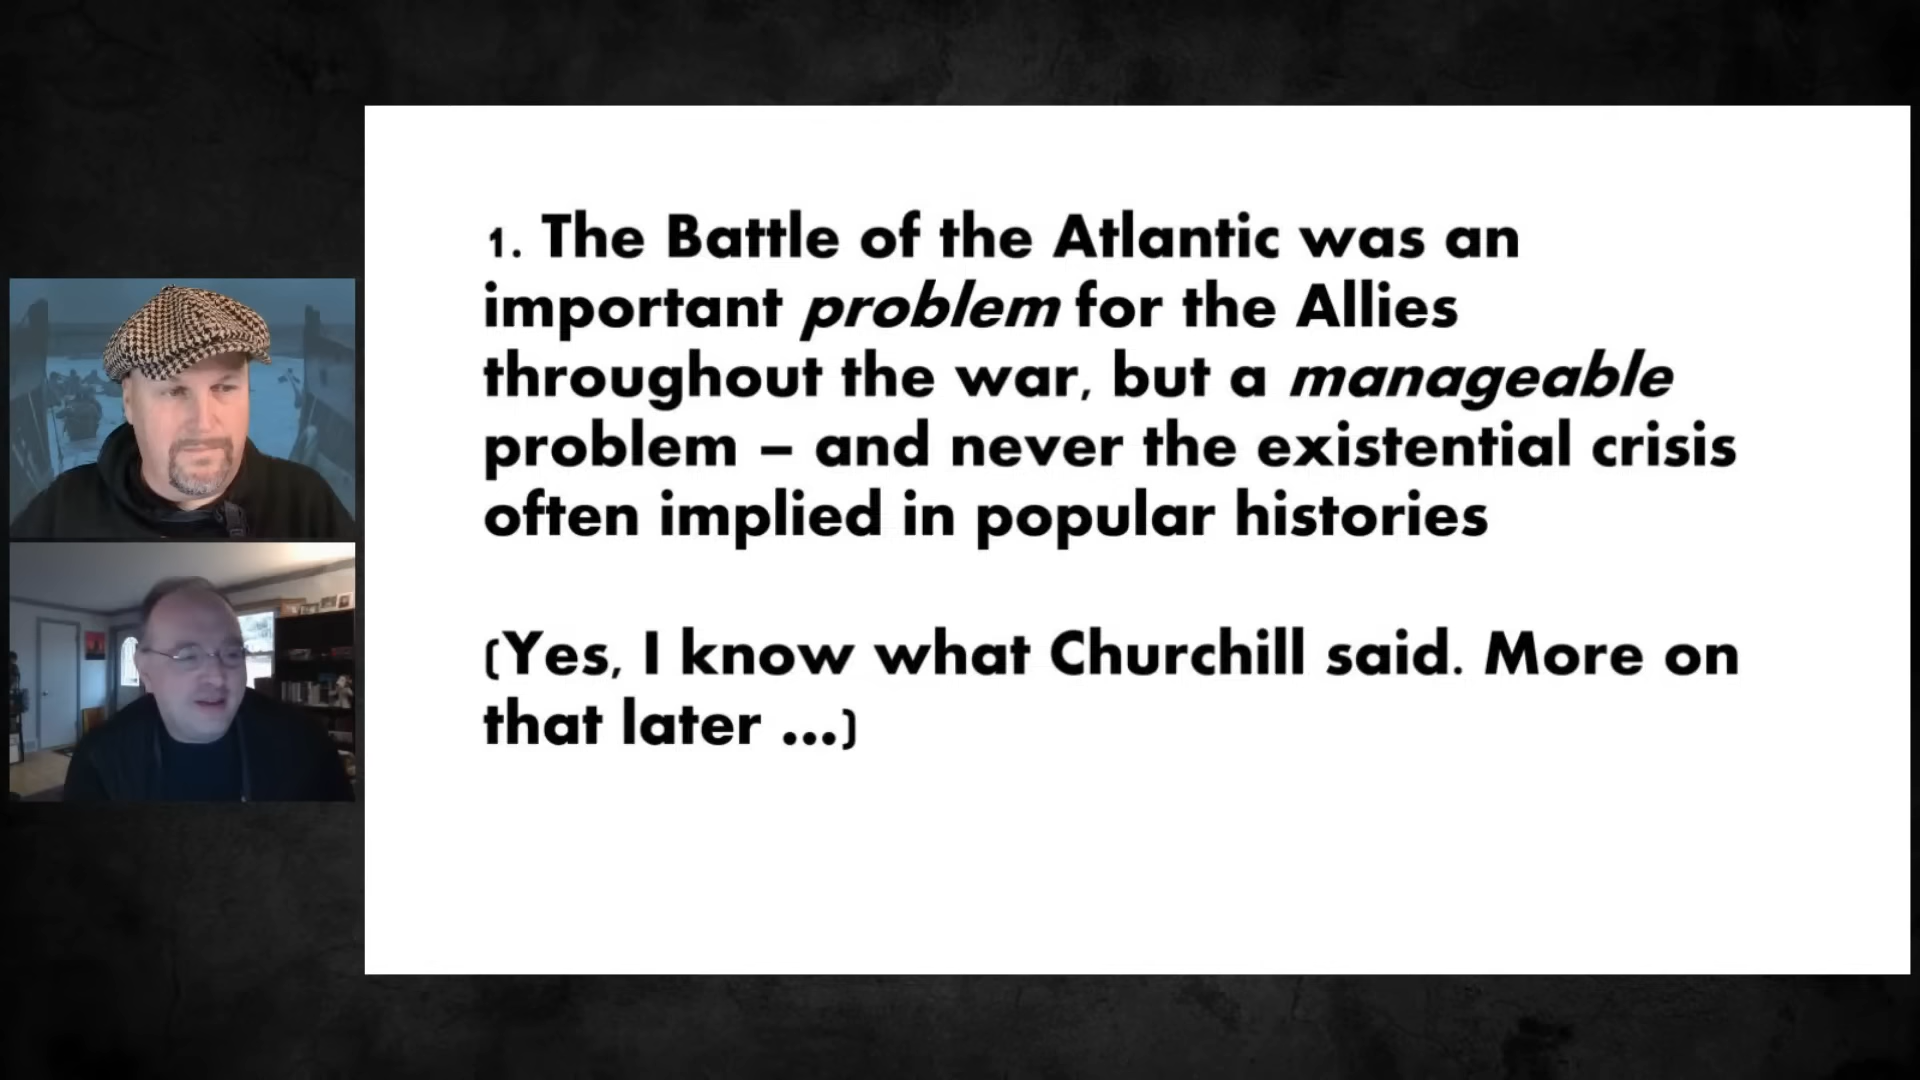 1. The Battle of the Atlantic was an
important problem for the Allies
throughout the war, but a manageable
problem – and never the existential crisis
often implied in popular histories
(Yes, I know what Churchill said. More on
that later ...)